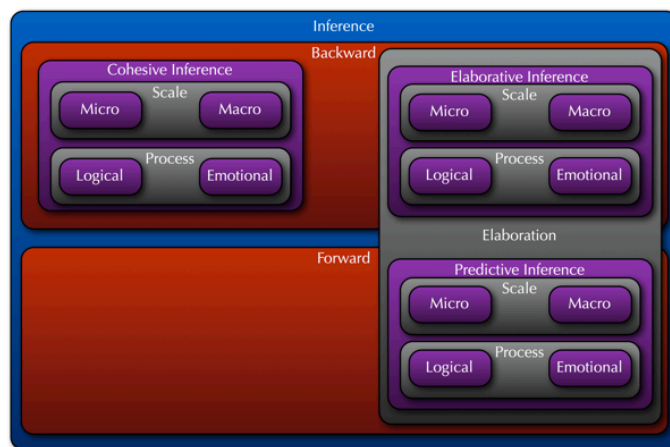 Inference
Backward
Cohesive Inference
Scale
Micro Macro
Process
Logical Emotional
Elaborative Inference
Scale
Micro Macro
Process
Logical Emotional
Elaboration
Forward
Predictive Inference
Scale
Micro Macro
Process
Logical Emotional